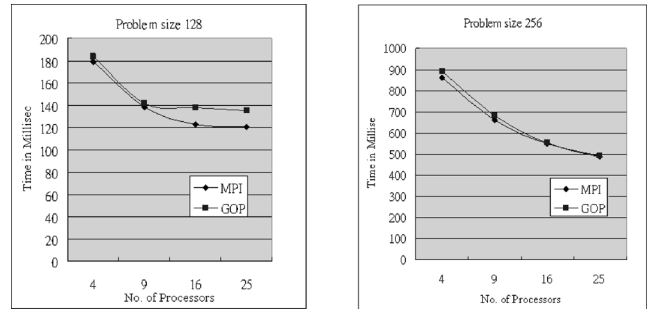 Problem size 128
200
180
160
140
120
100
80
60
40
20
0
Time in Millisec
MPI
GOP
4 9 16 25
No. of Processors
Problem size 256
1000
900
800
700
600
500
400
300
200
100
0
Time in Millise
MPI
GOP
4 9 16 25
No. of Processors